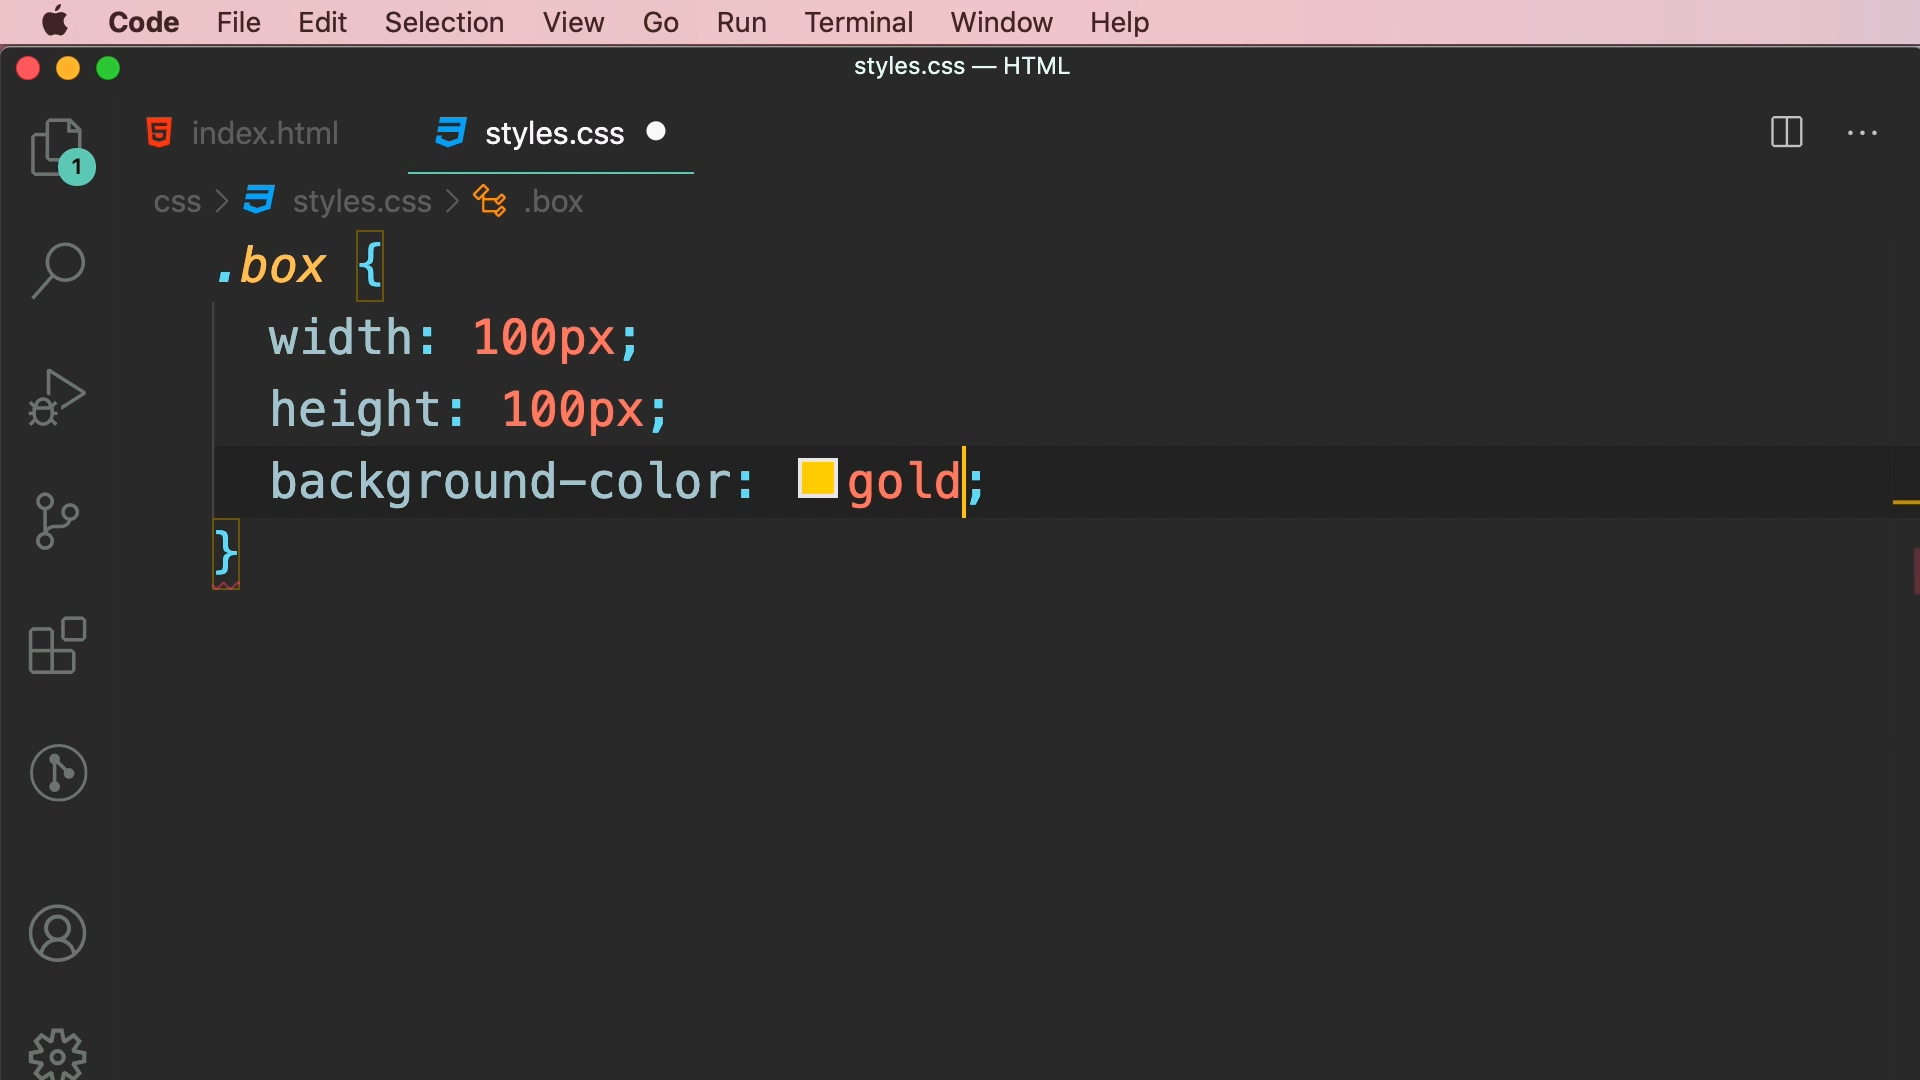 Code File Edit Selection View Go Run Terminal Window Help
styles.css — HTML
index.html styles.css
1
css > styles.css > .box
.box {
width: 100px;
height: 100px;
background-color: gold;
}